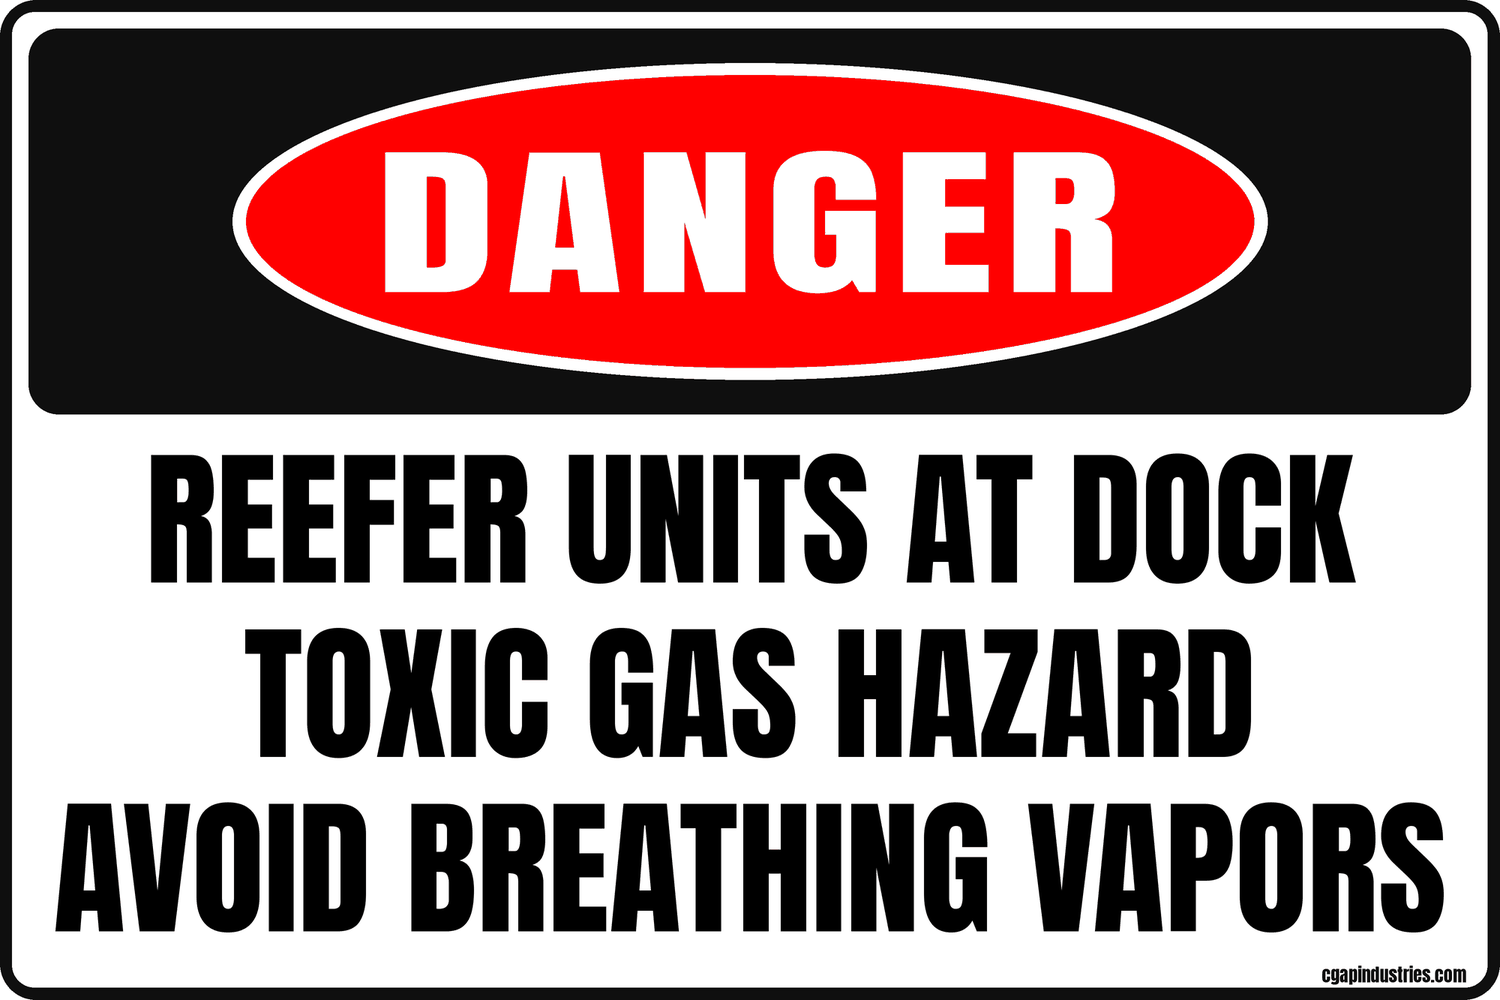 DANGER
REEFER UNITS AT DOCK
TOXIC GAS HAZARD
AVOID BREATHING VAPORS
cgapindustries.com